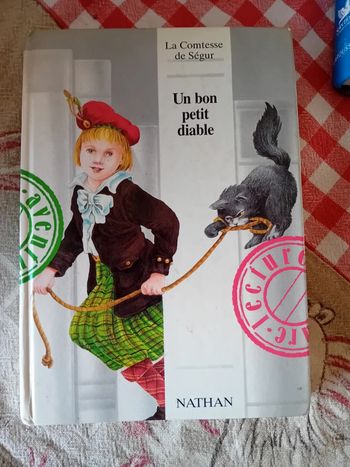 La Comtesse
de Ségur
Un bon
petit
diable
Lecture
NATHAN